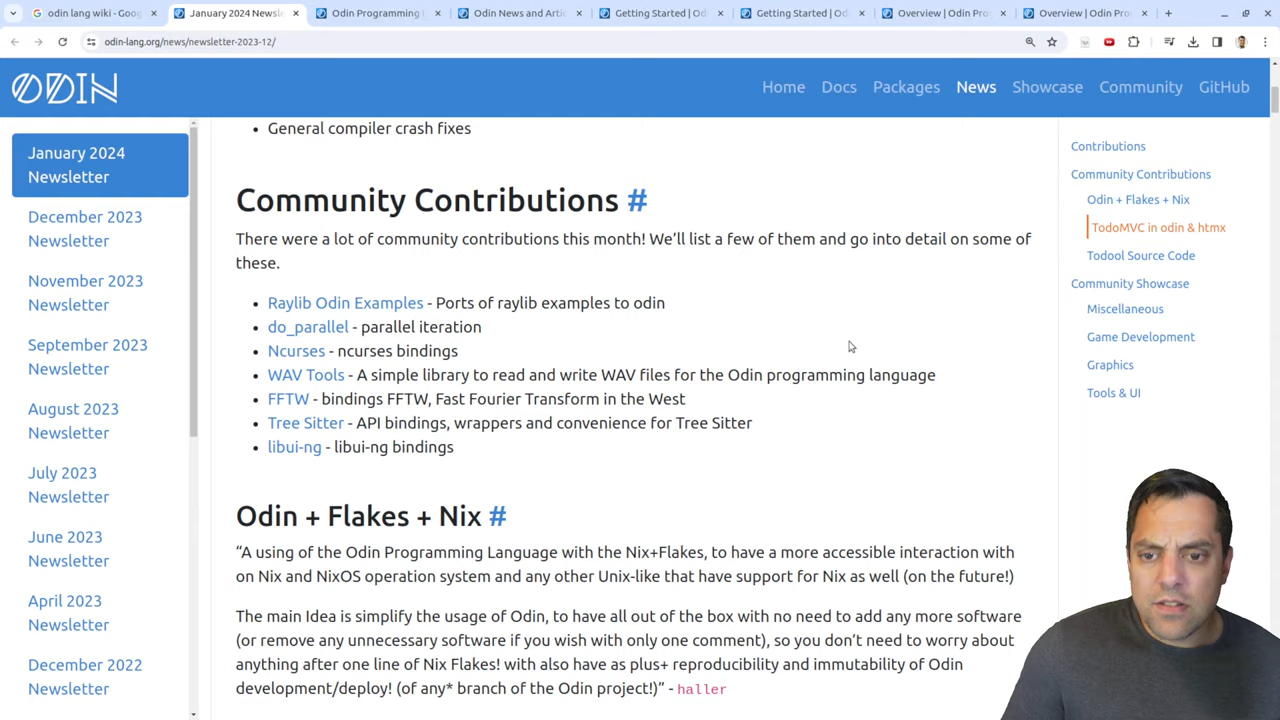 odin lang wiki - Goog
January 2024 Newsle
Odin Programming
Odin News and Artic
Getting Started | Od
Getting Started | Od
Overview | Odin Pro
Overview | Odin Pro
odin-lang.org/news/newsletter-2023-12/
ODIN
Home
Docs
Packages
News
Showcase
Community
GitHub
January 2024
Newsletter
December 2023
Newsletter
November 2023
Newsletter
September 2023
Newsletter
August 2023
Newsletter
July 2023
Newsletter
June 2023
Newsletter
April 2023
Newsletter
December 2022
Newsletter
• General compiler crash fixes
Community Contributions #
There were a lot of community contributions this month! We’ll list a few of them and go into detail on some of
these.
• Raylib Odin Examples - Ports of raylib examples to odin
• do_parallel - parallel iteration
• Ncurses - ncurses bindings
• WAV Tools - A simple library to read and write WAV files for the Odin programming language
• FFTW - bindings FFTW, Fast Fourier Transform in the West
• Tree Sitter - API bindings, wrappers and convenience for Tree Sitter
• libui-ng - libui-ng bindings
Odin + Flakes + Nix #
“A using of the Odin Programming Language with the Nix+Flakes, to have a more accessible interaction with
on Nix and NixOS operation system and any other Unix-like that have support for Nix as well (on the future!)
The main Idea is simplify the usage of Odin, to have all out of the box with no need to add any more software
(or remove any unnecessary software if you wish with only one comment), so you don’t need to worry about
anything after one line of Nix Flakes! with also have as plus+ reproducibility and immutability of Odin
development/deploy! (of any* branch of the Odin project!)” - haller
Contributions
Community Contributions
Odin + Flakes + Nix
TodoMVC in odin & htmx
Todool Source Code
Community Showcase
Miscellaneous
Game Development
Graphics
Tools & UI